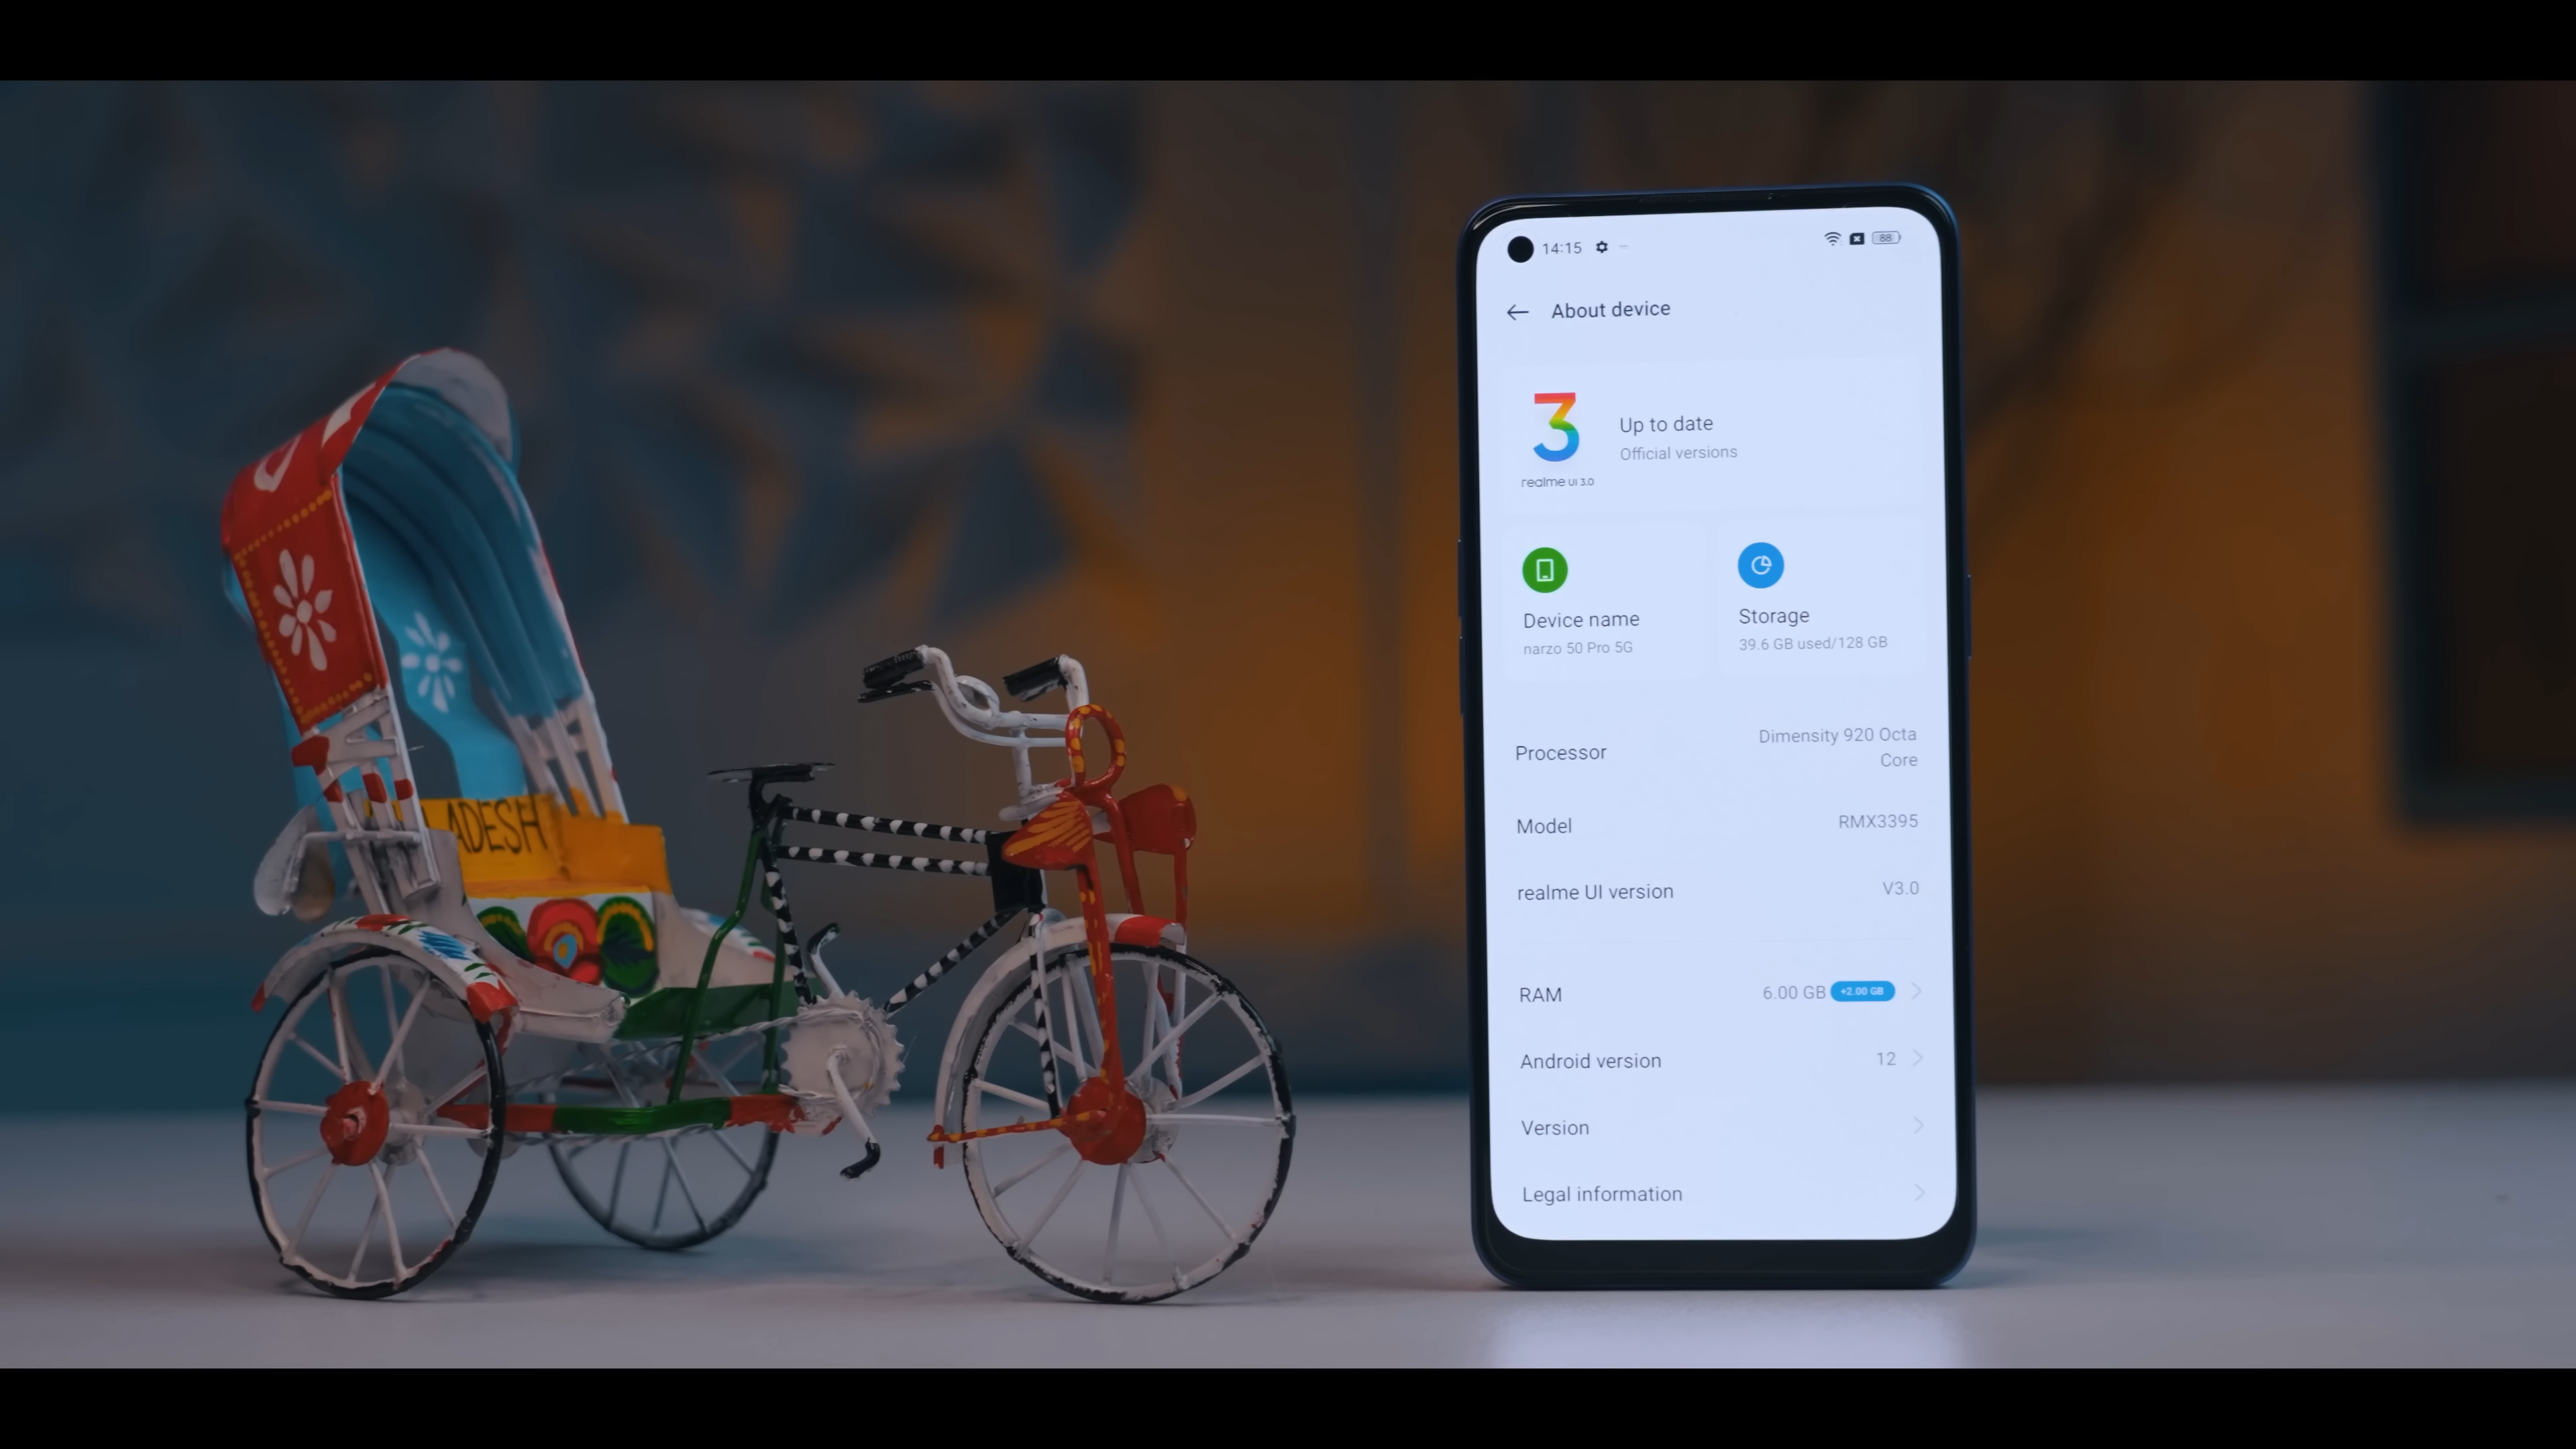 ADESH
14:15
88
About device
3
realme UI 3.0
Up to date
Official versions
Device name
narzo 50 Pro 5G
Storage
39.6 GB used/128 GB
Processor
Dimensity 920 Octa
Core
Model
RMX3395
realme UI version
V3.0
RAM
6.00 GB +2.00 GB
Android version
12
Version
Legal information